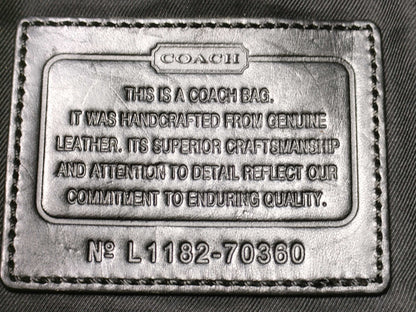 COACH
THIS IS A COACH BAG.
IT WAS HANDCRAFTED FROM GENUINE
LEATHER. ITS SUPERIOR CRAFTSMANSHIP
AND ATTENTION TO DETAIL REFLECT OUR
COMMITMENT TO ENDURING QUALITY.
Nº L1182-70360